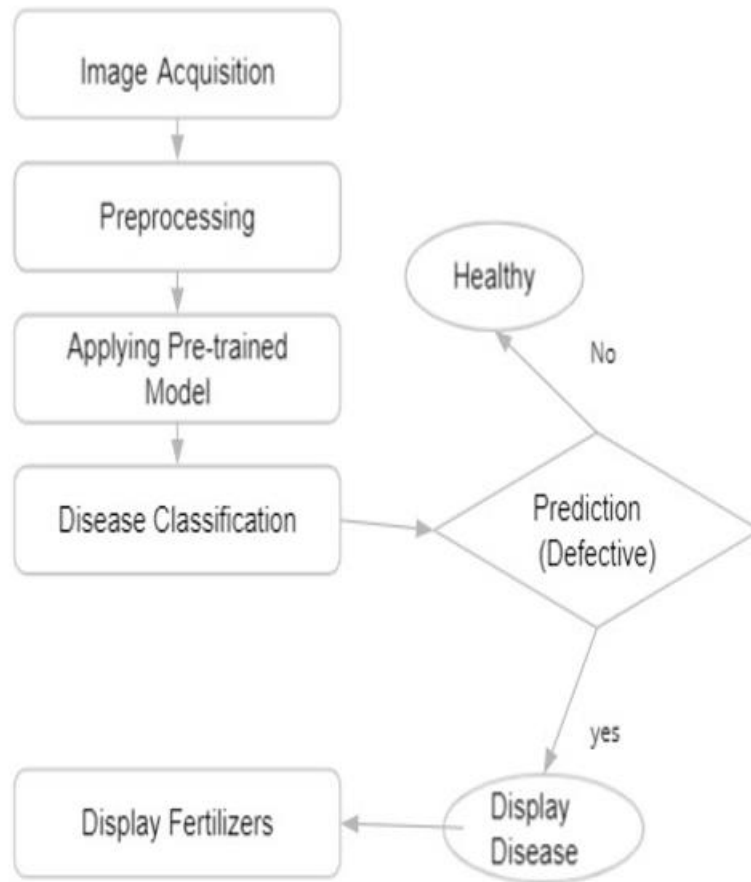 Image Acquisition
Preprocessing
Healthy
Applying Pre-trained
Model
No
Disease Classification
Prediction
(Defective)
yes
Display Fertilizers
Display
Disease